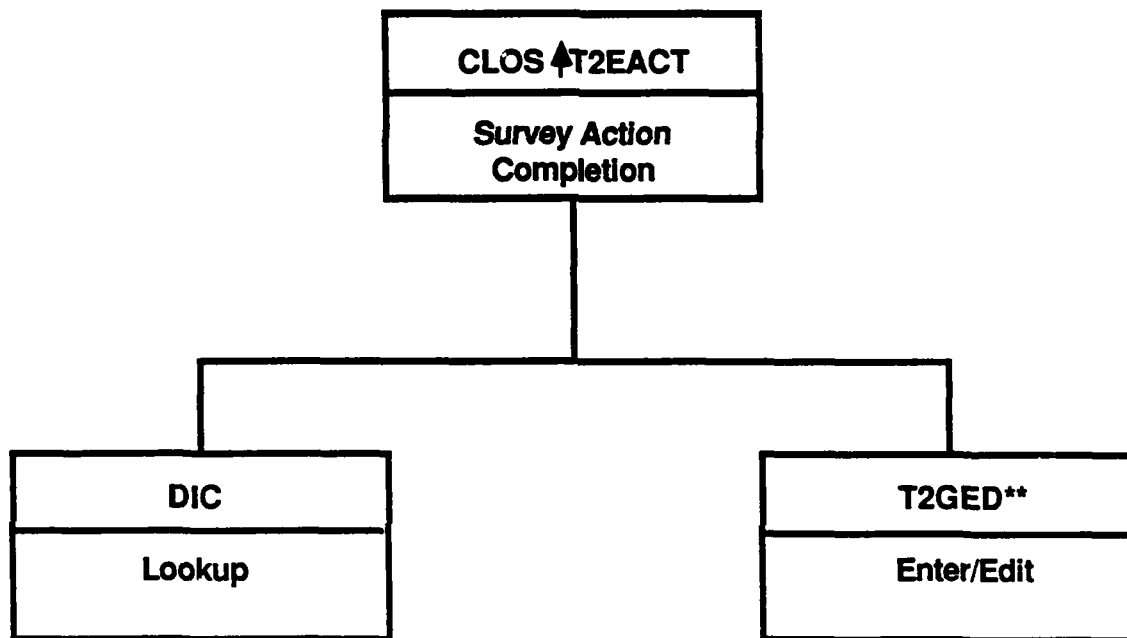 CLOS ↑T2EACT
Survey Action
Completion
DIC
Lookup
T2GED**
Enter/Edit